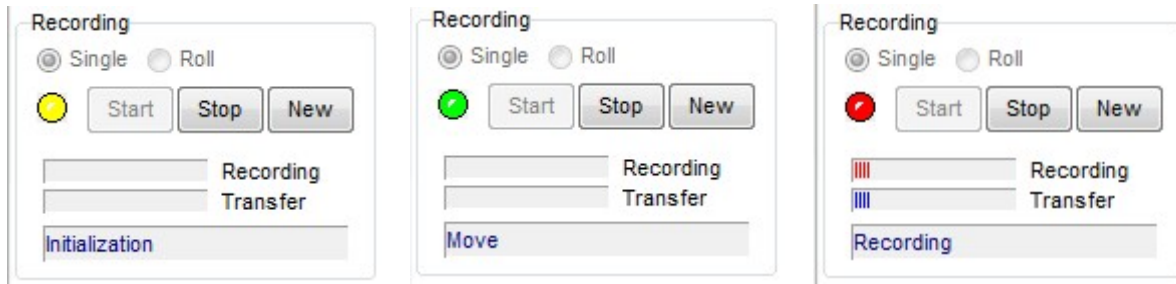 Recording
Single Roll
Start Stop New
Recording
Transfer
Initialization
Recording
Single Roll
Start Stop New
Recording
Transfer
Move
Recording
Single Roll
Start Stop New
Recording
Transfer
Recording